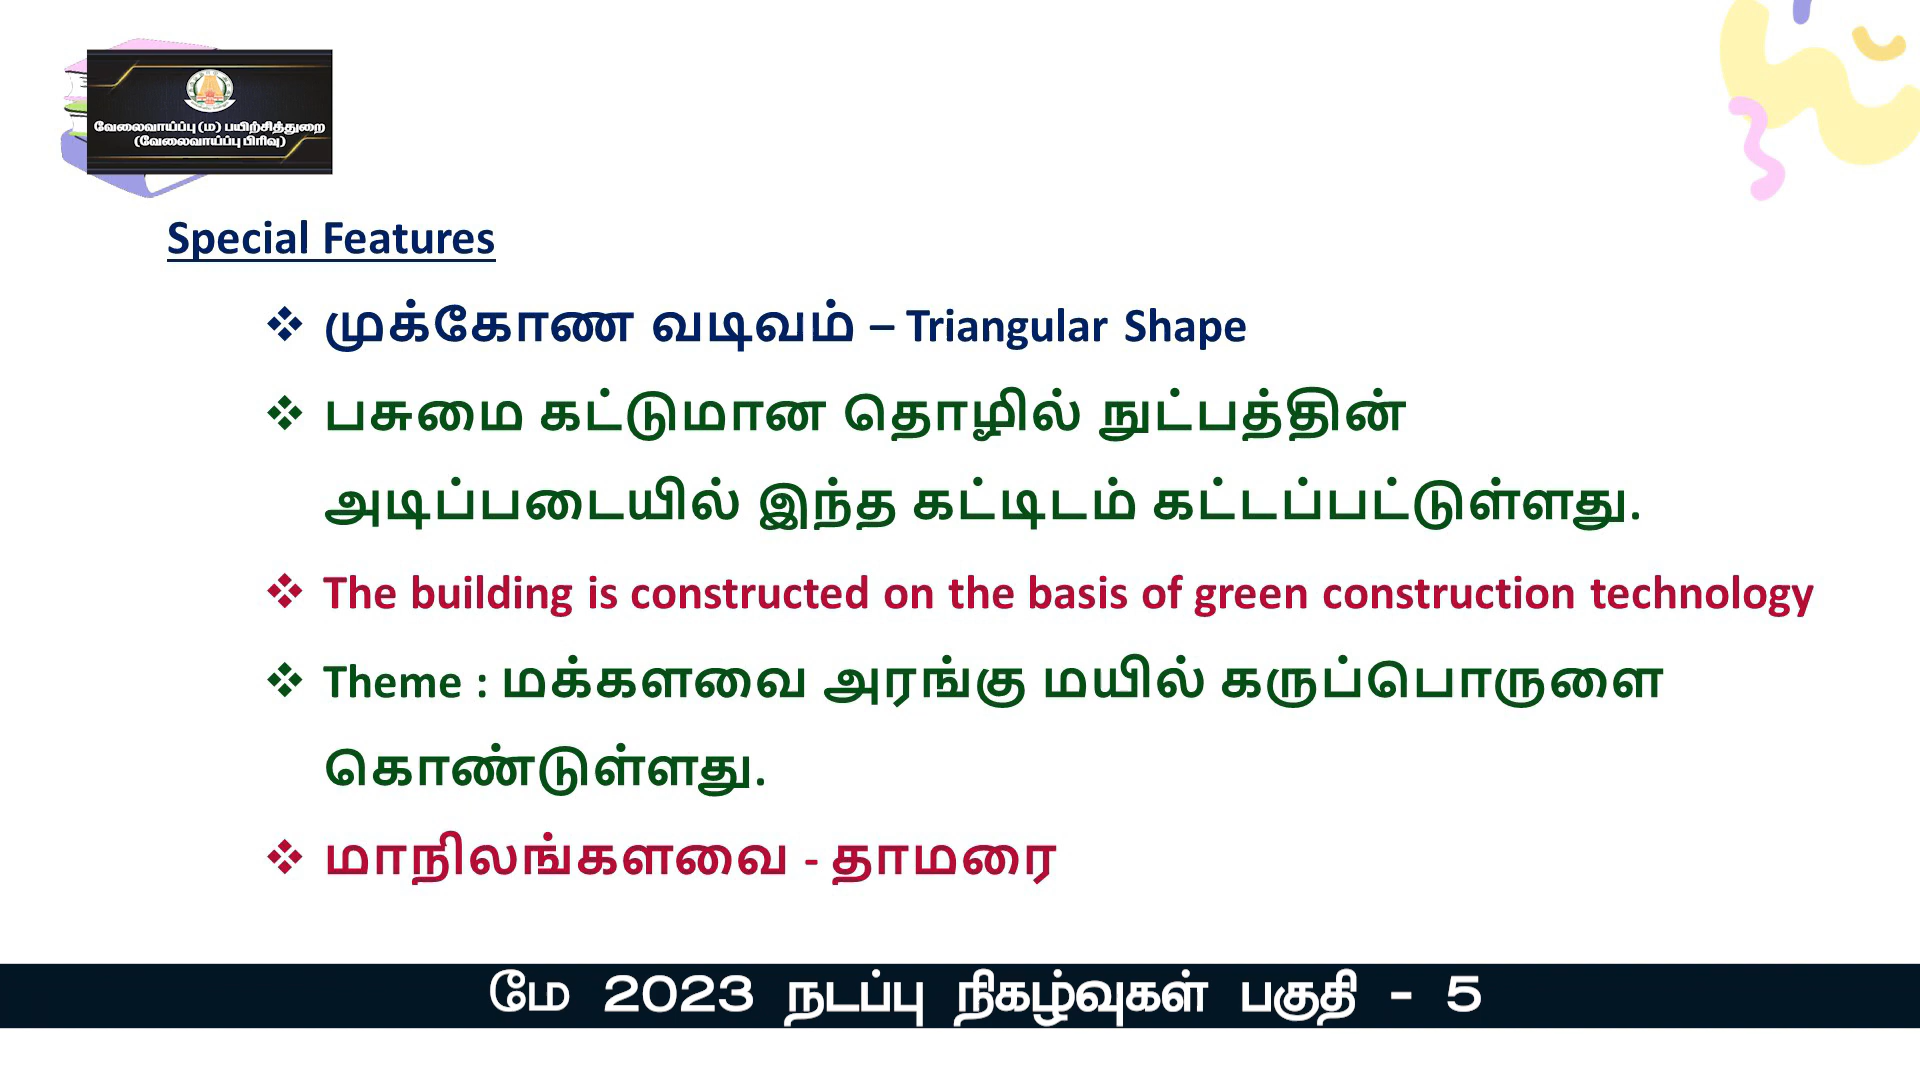 வேலைவாய்ப்பு (ம) பயிற்சித்துறை
(வேலைவாய்ப்பு பிரிவு)
Special Features
❖ முக்கோண வடிவம் – Triangular Shape
❖ பசுமை கட்டுமான தொழில் நுட்பத்தின்
அடிப்படையில் இந்த கட்டிடம் கட்டப்பட்டுள்ளது.
❖ The building is constructed on the basis of green construction technology
❖ Theme : மக்களவை அரங்கு மயில் கருப்பொருளை
கொண்டுள்ளது.
❖ மாநிலங்களவை - தாமரை
மே 2023 நடப்பு நிகழ்வுகள் பகுதி - 5